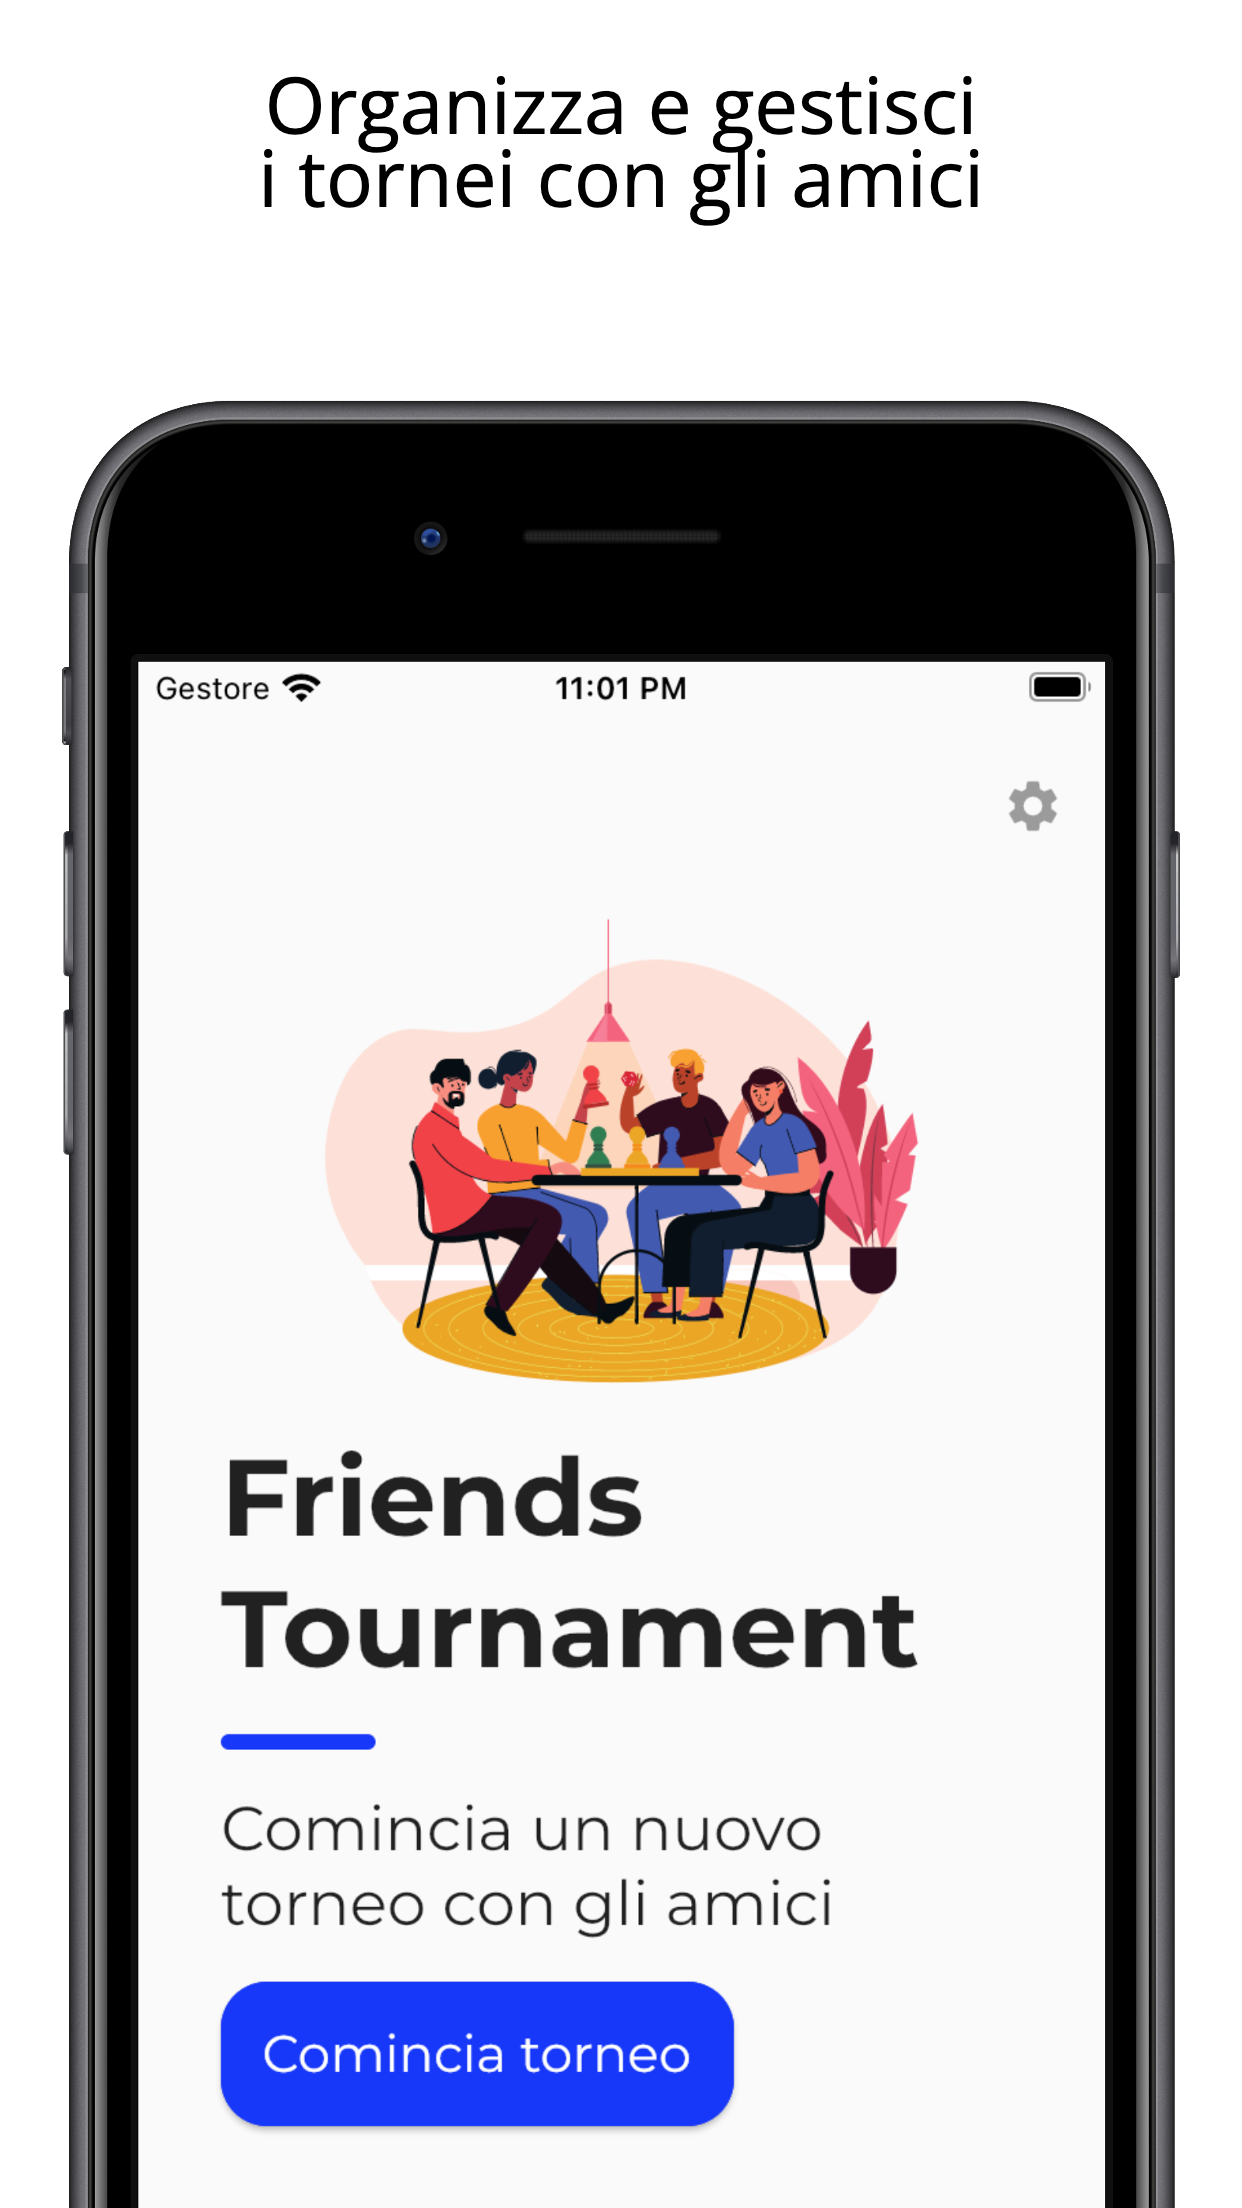 Organizza e gestisci
i tornei con gli amici
Gestore
11:01 PM
Friends
Tournament
Comincia un nuovo
torneo con gli amici
Comincia torneo